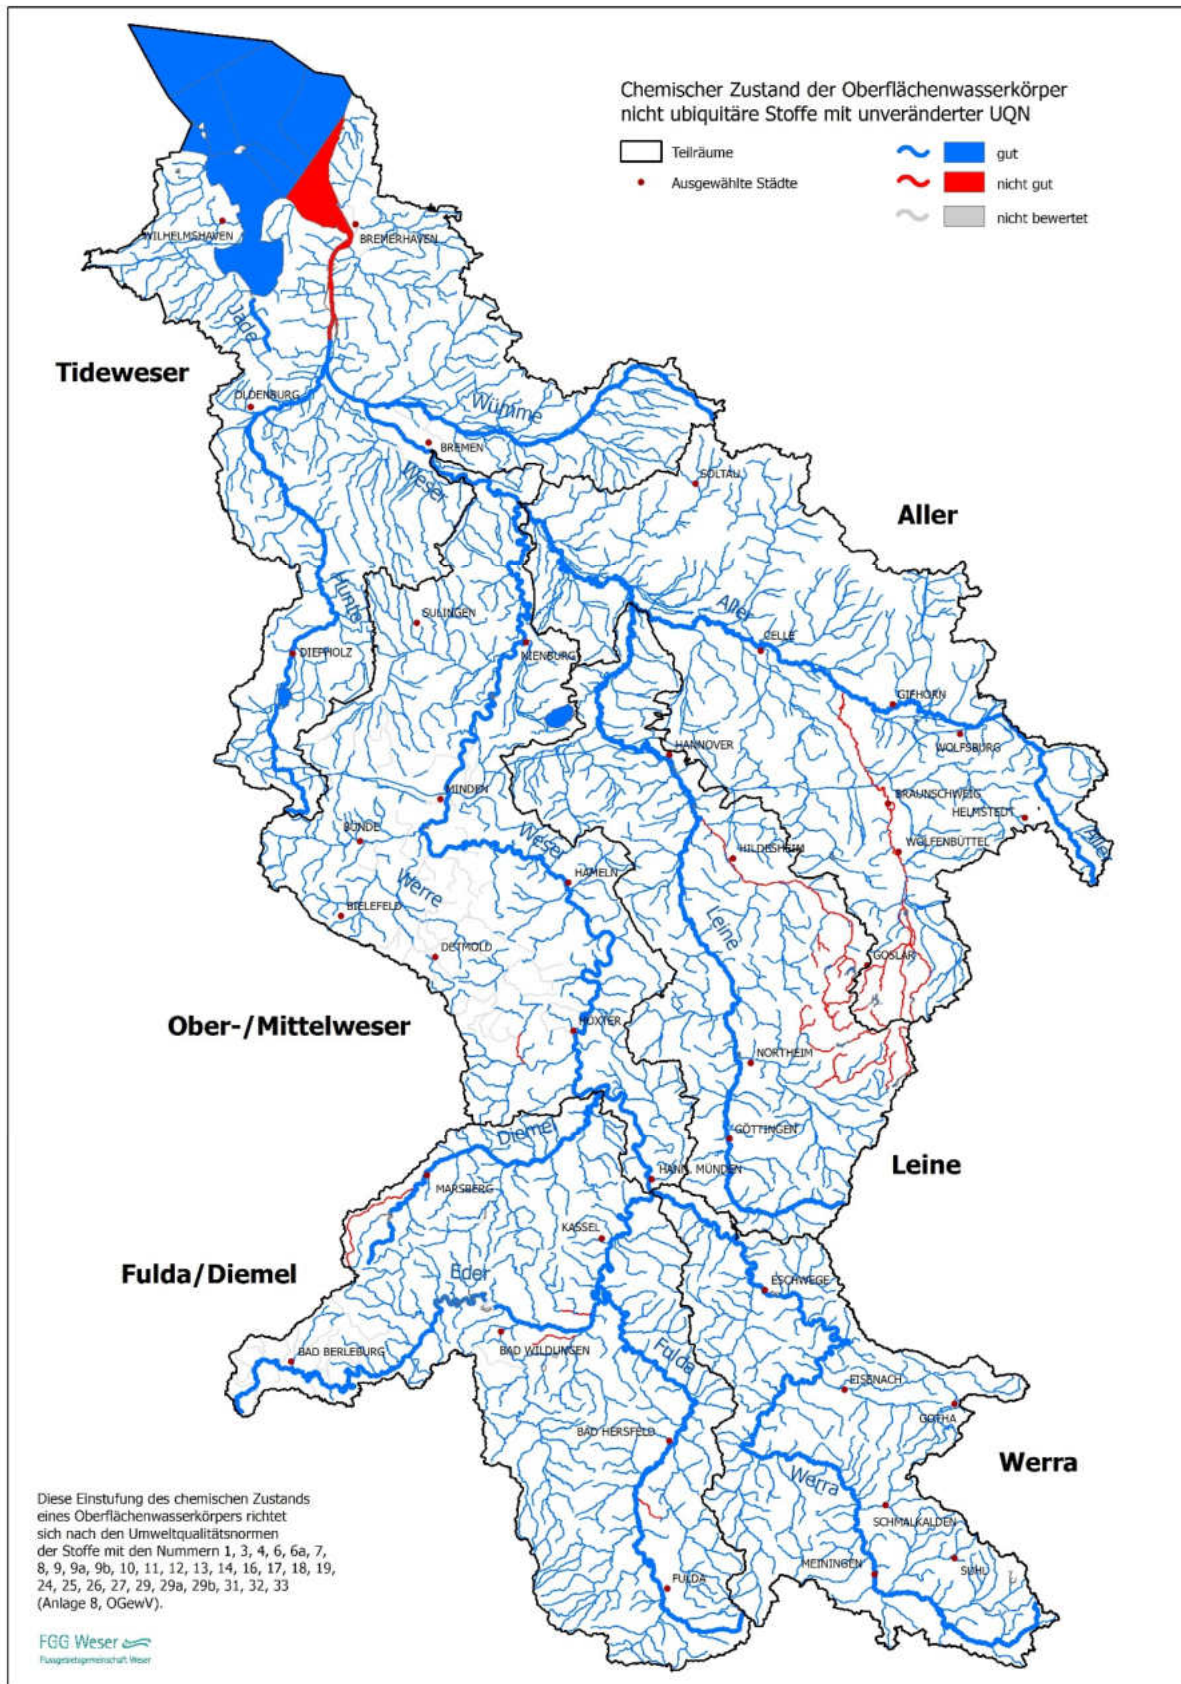 Chemischer Zustand der Oberflächenwasserkörper
nicht ubiquitäre Stoffe mit unveränderter UQN
Teilräume
Ausgewählte Städte
gut
nicht gut
nicht bewertet
WILHELMSHAVEN
BREMERHAVEN
Jade
Tideweser
OLDENBURG
Wümme
BREMEN
Weser
SOLTAU
Aller
Hunte
SULINGEN
Aller
CELLE
DIEPHOLZ
NIENBURG
GIFHORN
HANNOVER
WOLFSBURG
MINDEN
BRAUNSCHWEIG
HELMSTEDT
BÜNDE
Weser
HILDESHEIM
WOLFENBÜTTEL
Aller
Werre
HAMELN
BIELEFELD
Leine
DETMOLD
GOSLAR
Ober-/Mittelweser
HÖXTER
NORTHEIM
Diemel
GÖTTINGEN
Leine
MARSBERG
HANN. MÜNDEN
KASSEL
Fulda/Diemel
Eder
ESCHWEGE
BAD BERLEBURG
BAD WILDUNGEN
Fulda
EISENACH
GOTHA
BAD HERSFELD
Werra
Werra
SCHMALKALDEN
MEININGEN
SUHL
FULDA
Diese Einstufung des chemischen Zustands
eines Oberflächenwasserkörpers richtet
sich nach den Umweltqualitätsnormen
der Stoffe mit den Nummern 1, 3, 4, 6, 6a, 7,
8, 9, 9a, 9b, 10, 11, 12, 13, 14, 16, 17, 18, 19,
24, 25, 26, 27, 29, 29a, 29b, 31, 32, 33
(Anlage 8, OGewV).
FGG Weser
Flussgebietsgemeinschaft Weser